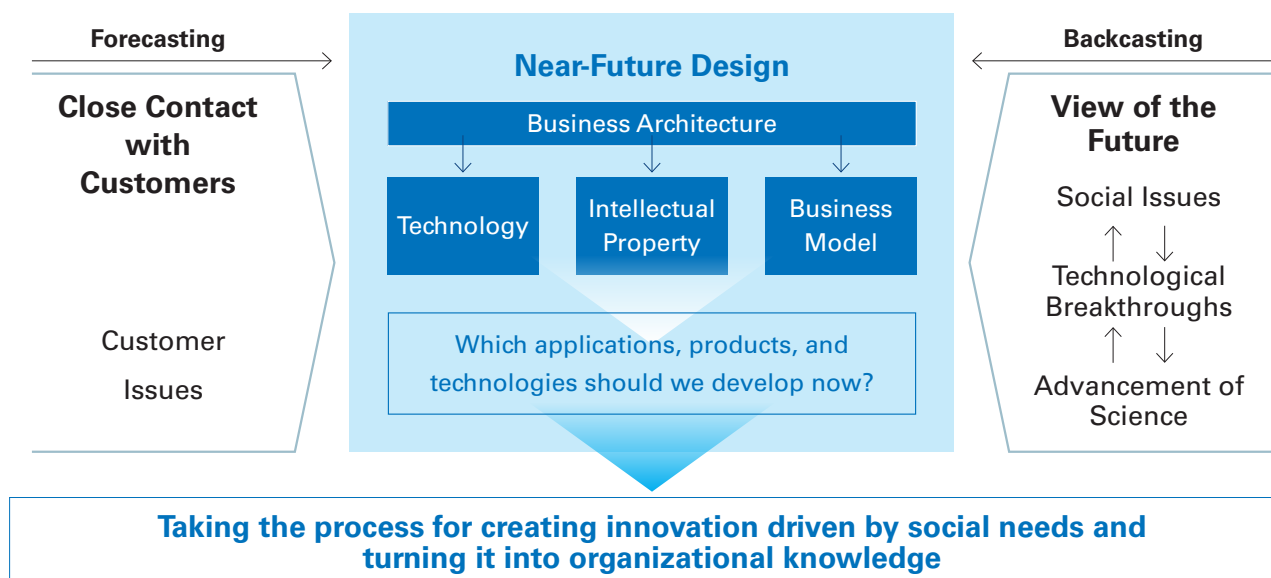 Forecasting
Close Contact
with
Customers
Customer
Issues
Near-Future Design
Business Architecture
Technology
Intellectual
Property
Business
Model
Which applications, products, and
technologies should we develop now?
Backcasting
View of the
Future
Social Issues
Technological
Breakthroughs
Advancement of
Science
Taking the process for creating innovation driven by social needs and
turning it into organizational knowledge